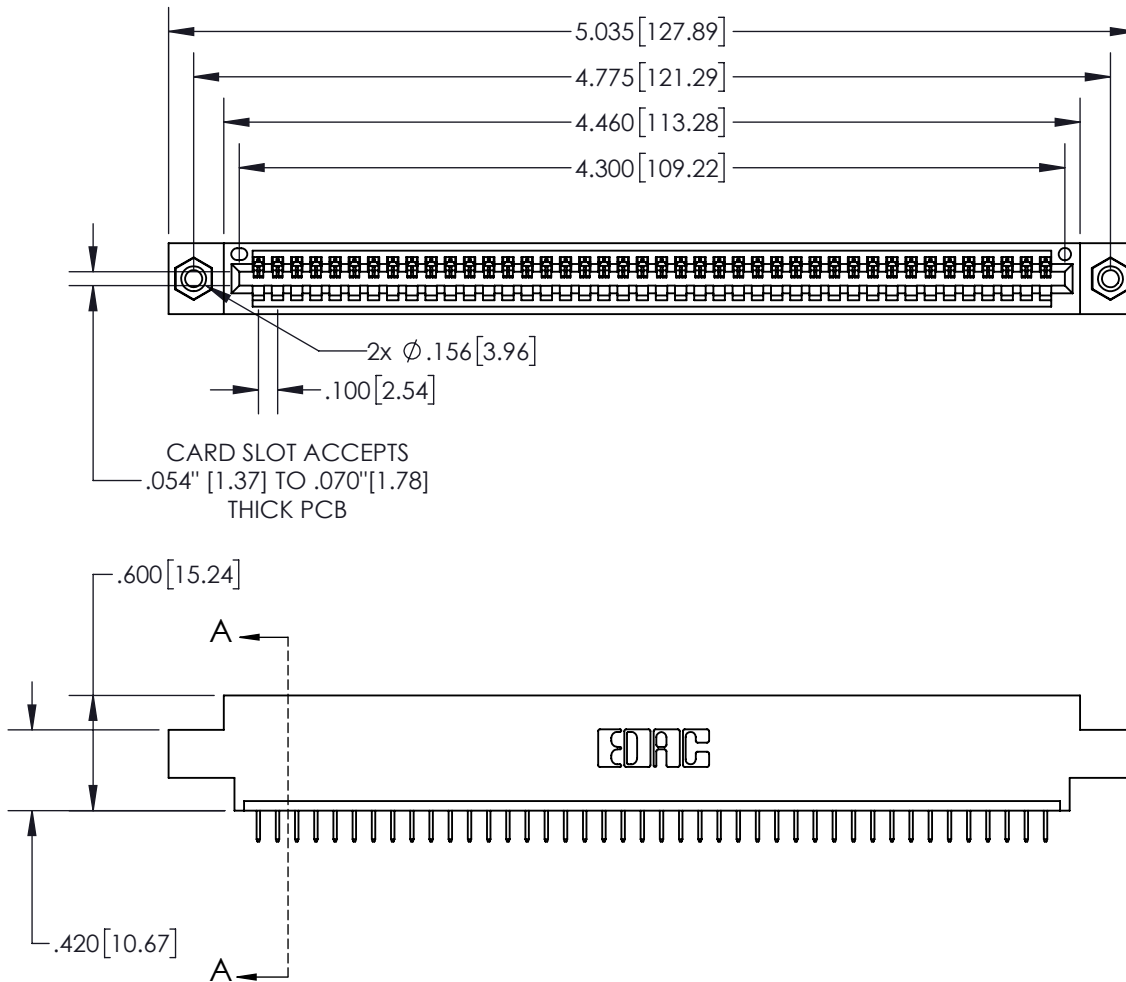 5.035[127.89]
4.775[121.29]
4.460[113.28]
4.300[109.22]
2x Ø.156[3.96]
.100[2.54]
CARD SLOT ACCEPTS
.054" [1.37] TO .070"[1.78]
THICK PCB
.600[15.24]
A
EDAC
.420[10.67]
A